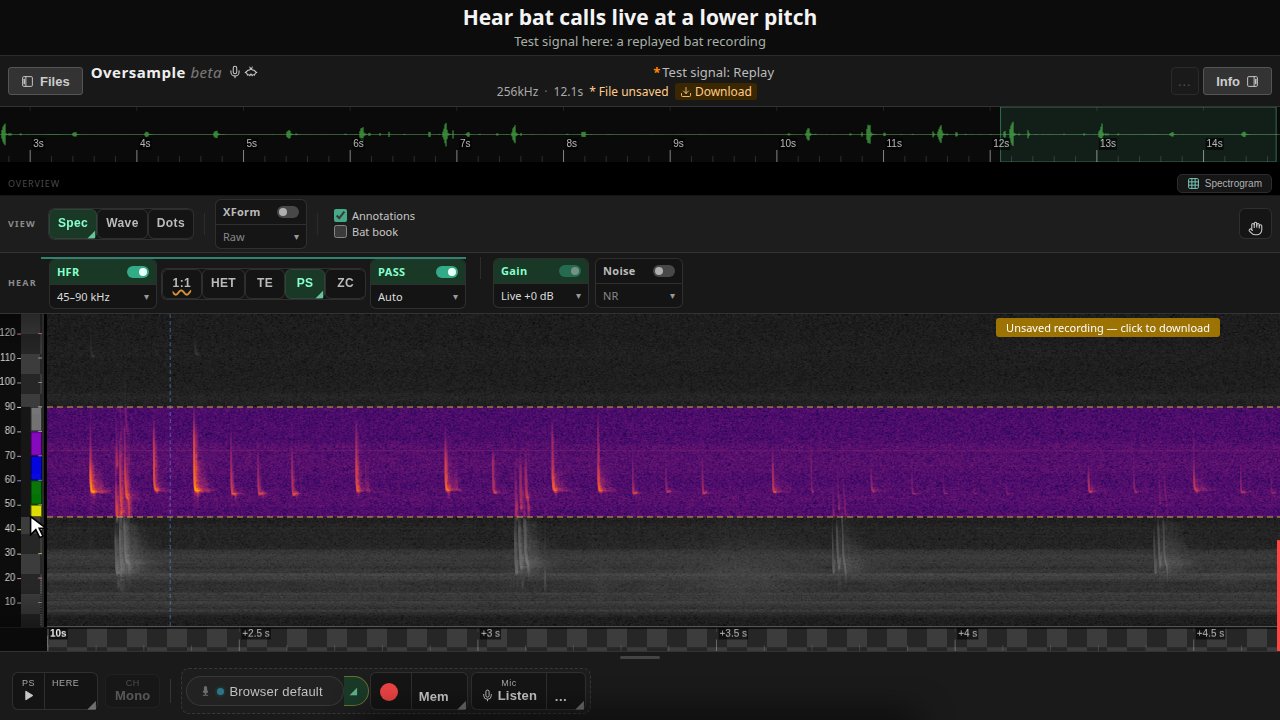 Hear bat calls live at a lower pitch
Test signal here: a replayed bat recording
Files
Oversample beta
*Test signal: Replay
256kHz · 12.1s * File unsaved Download
...
Info
3s 4s 5s 6s 7s 8s 9s 10s 11s 12s 13s 14s
OVERVIEW
Spectrogram
VIEW
Spec Wave Dots
XForm
Raw
Annotations
Bat book
HEAR
HFR
45–90 kHz
1:1 HET TE PS ZC
PASS
Auto
Gain
Live +0 dB
Noise
NR
Unsaved recording — click to download
120
110
100
90
80
70
60
50
40
30
20
10
10s +2.5 s +3 s +3.5 s +4 s +4.5 s
PS HERE
CH
Mono
Browser default
Mem
Mic
Listen
...